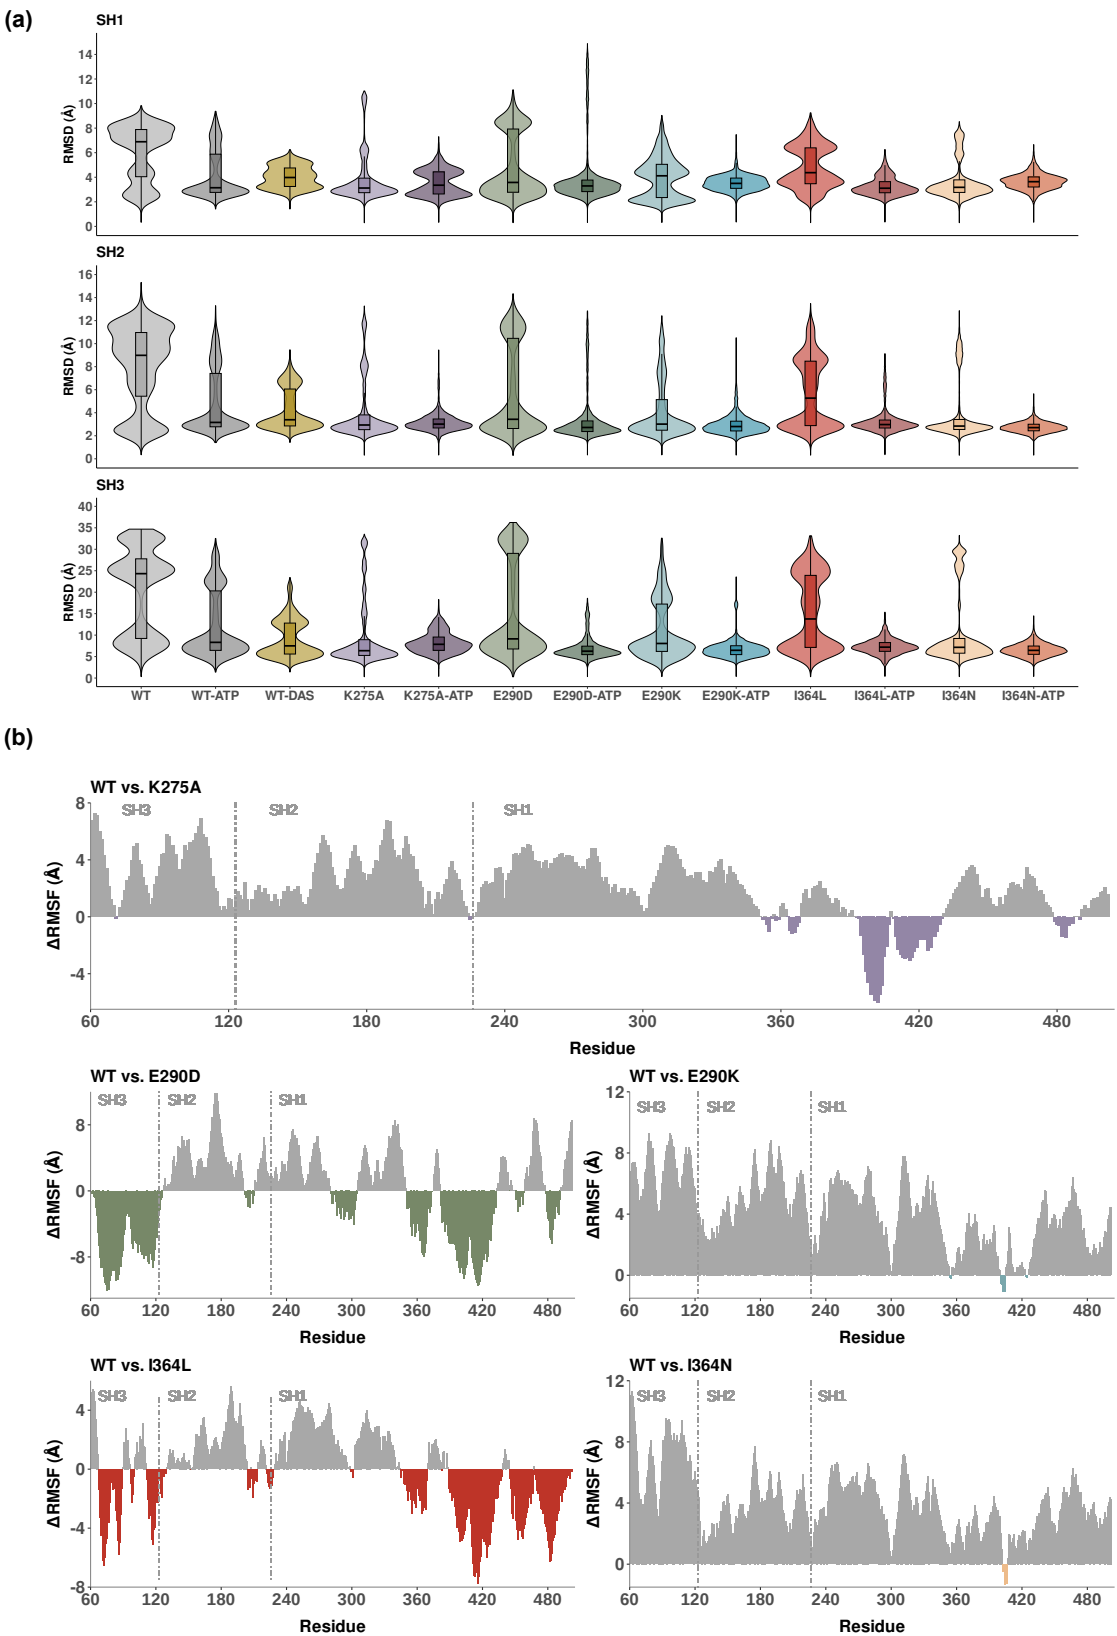 (a)
SH1
RMSD (Å)
14
12
10
8
6
4
2
0
SH2
RMSD (Å)
16
14
12
10
8
6
4
2
0
SH3
RMSD (Å)
40
35
30
25
20
15
10
5
0
WT WT-ATP WT-DAS K275A K275A-ATP E290D E290D-ATP E290K E290K-ATP I364L I364L-ATP I364N I364N-ATP
(b)
WT vs. K275A
SH3 SH2 SH1
ΔRMSF (Å)
8
4
0
-4
60 120 180 240 300 360 420 480
Residue
WT vs. E290D
SH3 SH2 SH1
ΔRMSF (Å)
8
0
-8
60 120 240 300 360 420 480
Residue
WT vs. E290K
SH3 SH2 SH1
ΔRMSF (Å)
12
8
4
0
60 120 180 240 300 360 420 480
Residue
WT vs. I364L
SH3 SH2 SH1
ΔRMSF (Å)
4
0
-4
-8
60 120 180 240 300 360 420 480
Residue
WT vs. I364N
SH3 SH2 SH1
ΔRMSF (Å)
12
8
4
0
60 120 180 240 300 360 420 480
Residue